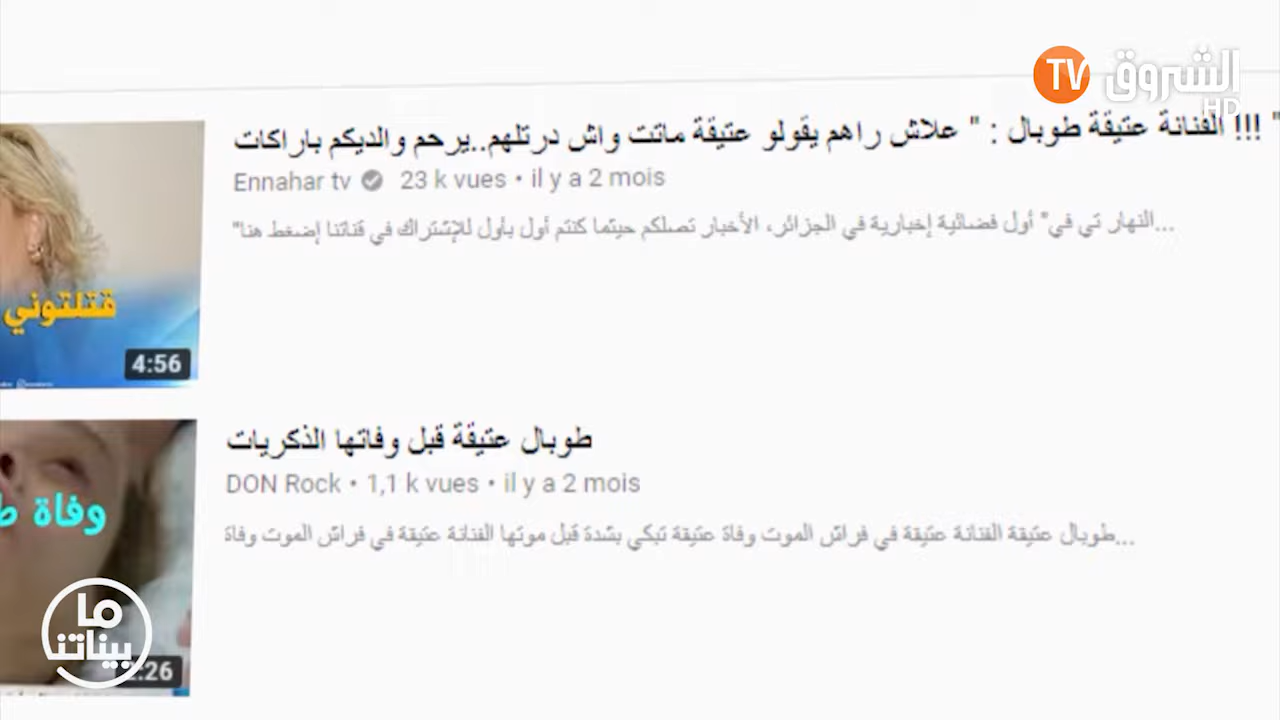 TV الشروق
HD
" !!! الفنانة عتيقة طوبال : " علاش راهم يقولو عتيقة ماتت واش درتلهم..يرحم والديكم باراكات
Ennahar tv 23 k vues • il y a 2 mois
"النهار تي في" أول فضائية إخبارية في الجزائر، الأخبار تصلكم حيثما كنتم أول بأول للإشتراك في قناتنا إضغط هنا...
قتلتوني
4:56
طوبال عتيقة قبل وفاتها الذكريات
DON Rock • 1,1 k vues • il y a 2 mois
طوبال عتيقة الفنانة عتيقة في فراش الموت وفاة عتيقة تبكي بشدة قبل موتها الفنانة عتيقة في فراش الموت وفاة...
وفاة ط
ما بيناتنا
:26